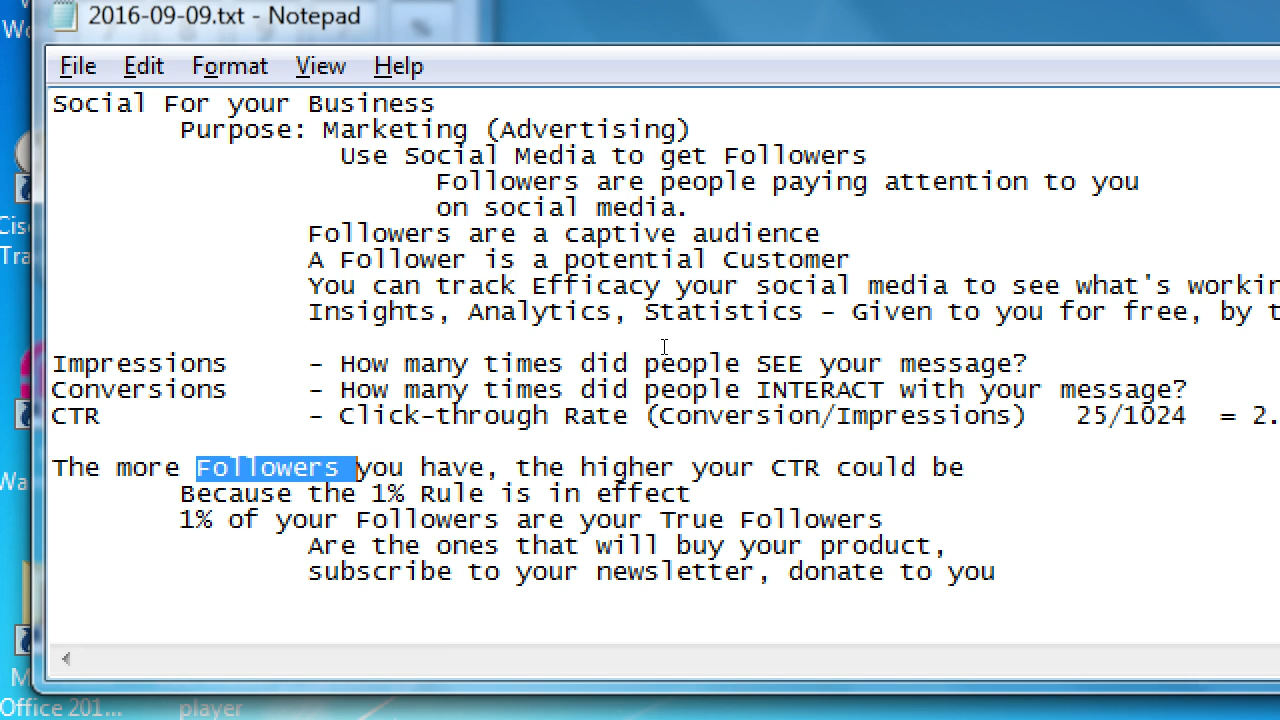 2016-09-09.txt - Notepad
File Edit Format View Help
Social For your Business
Purpose: Marketing (Advertising)
Use Social Media to get Followers
Followers are people paying attention to you
on social media.
Followers are a captive audience
A Follower is a potential Customer
You can track Efficacy your social media to see what's workin
Insights, Analytics, Statistics - Given to you for free, by t
Impressions - How many times did people SEE your message?
Conversions - How many times did people INTERACT with your message?
CTR - Click-through Rate (Conversion/Impressions) 25/1024 = 2.
The more Followers you have, the higher your CTR could be
Because the 1% Rule is in effect
1% of your Followers are your True Followers
Are the ones that will buy your product,
subscribe to your newsletter, donate to you
Office 201...
player